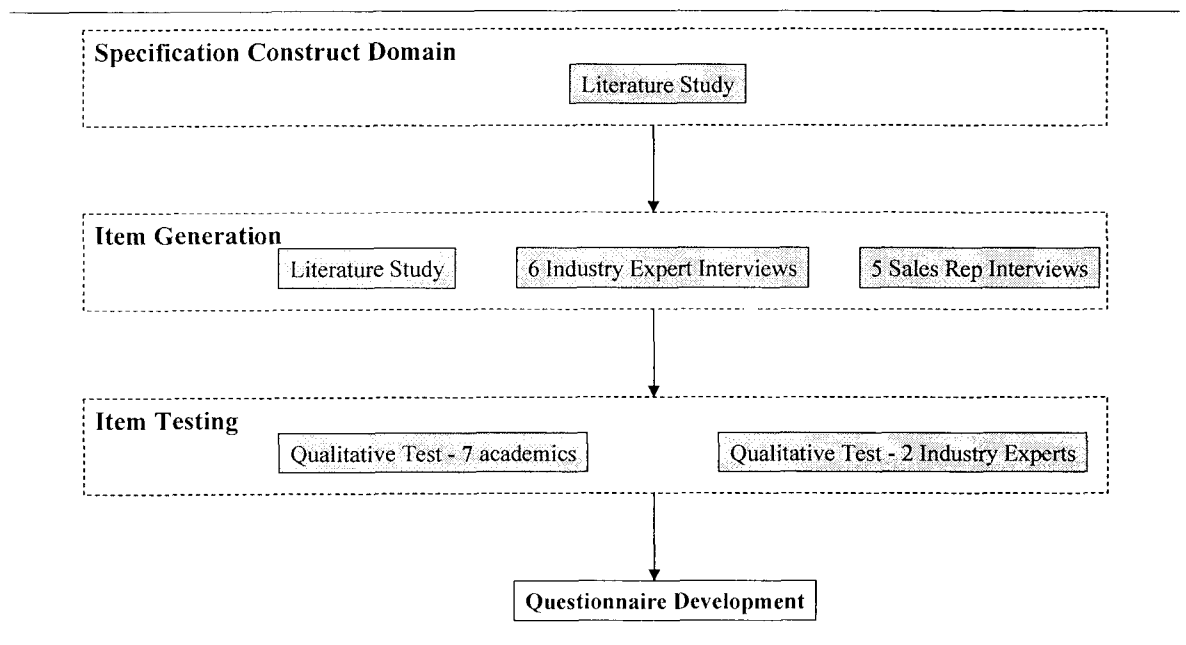 Specification Construct Domain
Literature Study
Item Generation
Literature Study
6 Industry Expert Interviews
5 Sales Rep Interviews
Item Testing
Qualitative Test - 7 academics
Qualitative Test - 2 Industry Experts
Questionnaire Development